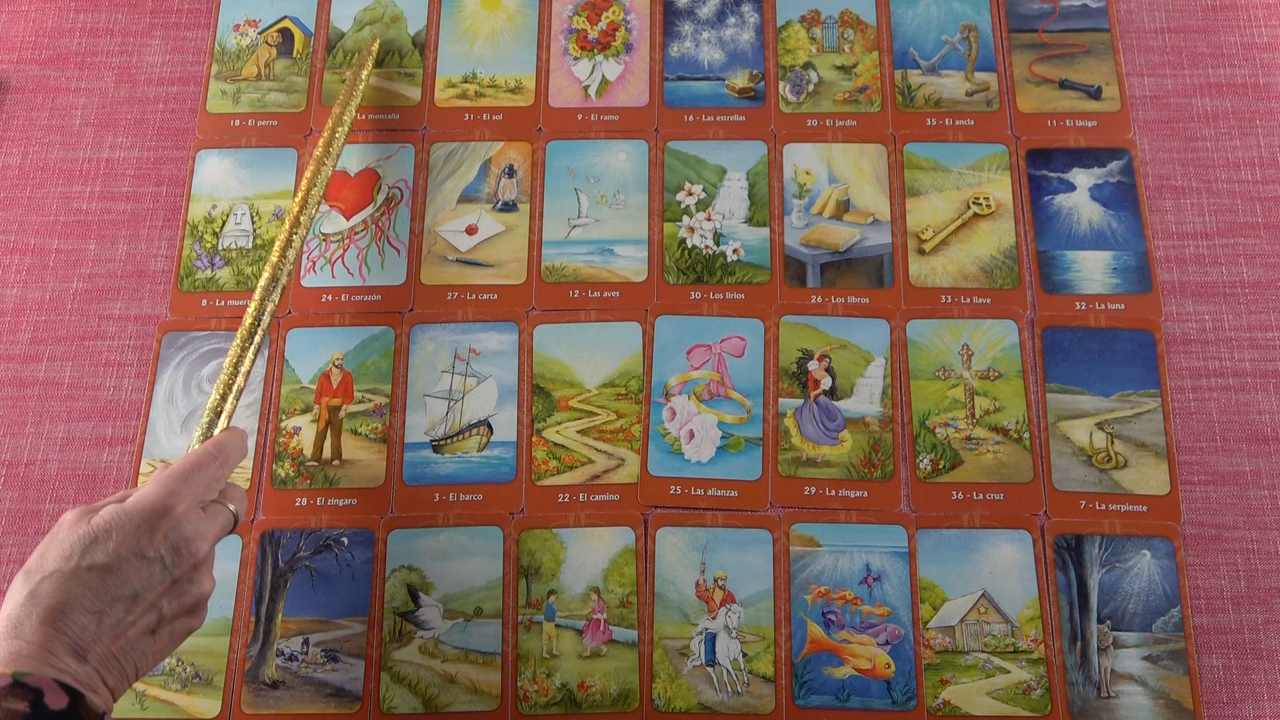 18 - El perro
La montaña
31 - El sol
9 - El ramo
16 - Las estrellas
20 - El jardín
35 - El ancla
11 - El látigo
8 - La muert
24 - El corazón
27 - La carta
12 - Las aves
30 - Los lirios
26 - Los libros
33 - La llave
32 - La luna
28 - El zíngaro
3 - El barco
22 - El camino
25 - Las alianzas
29 - La zíngara
36 - La cruz
7 - La serpiente